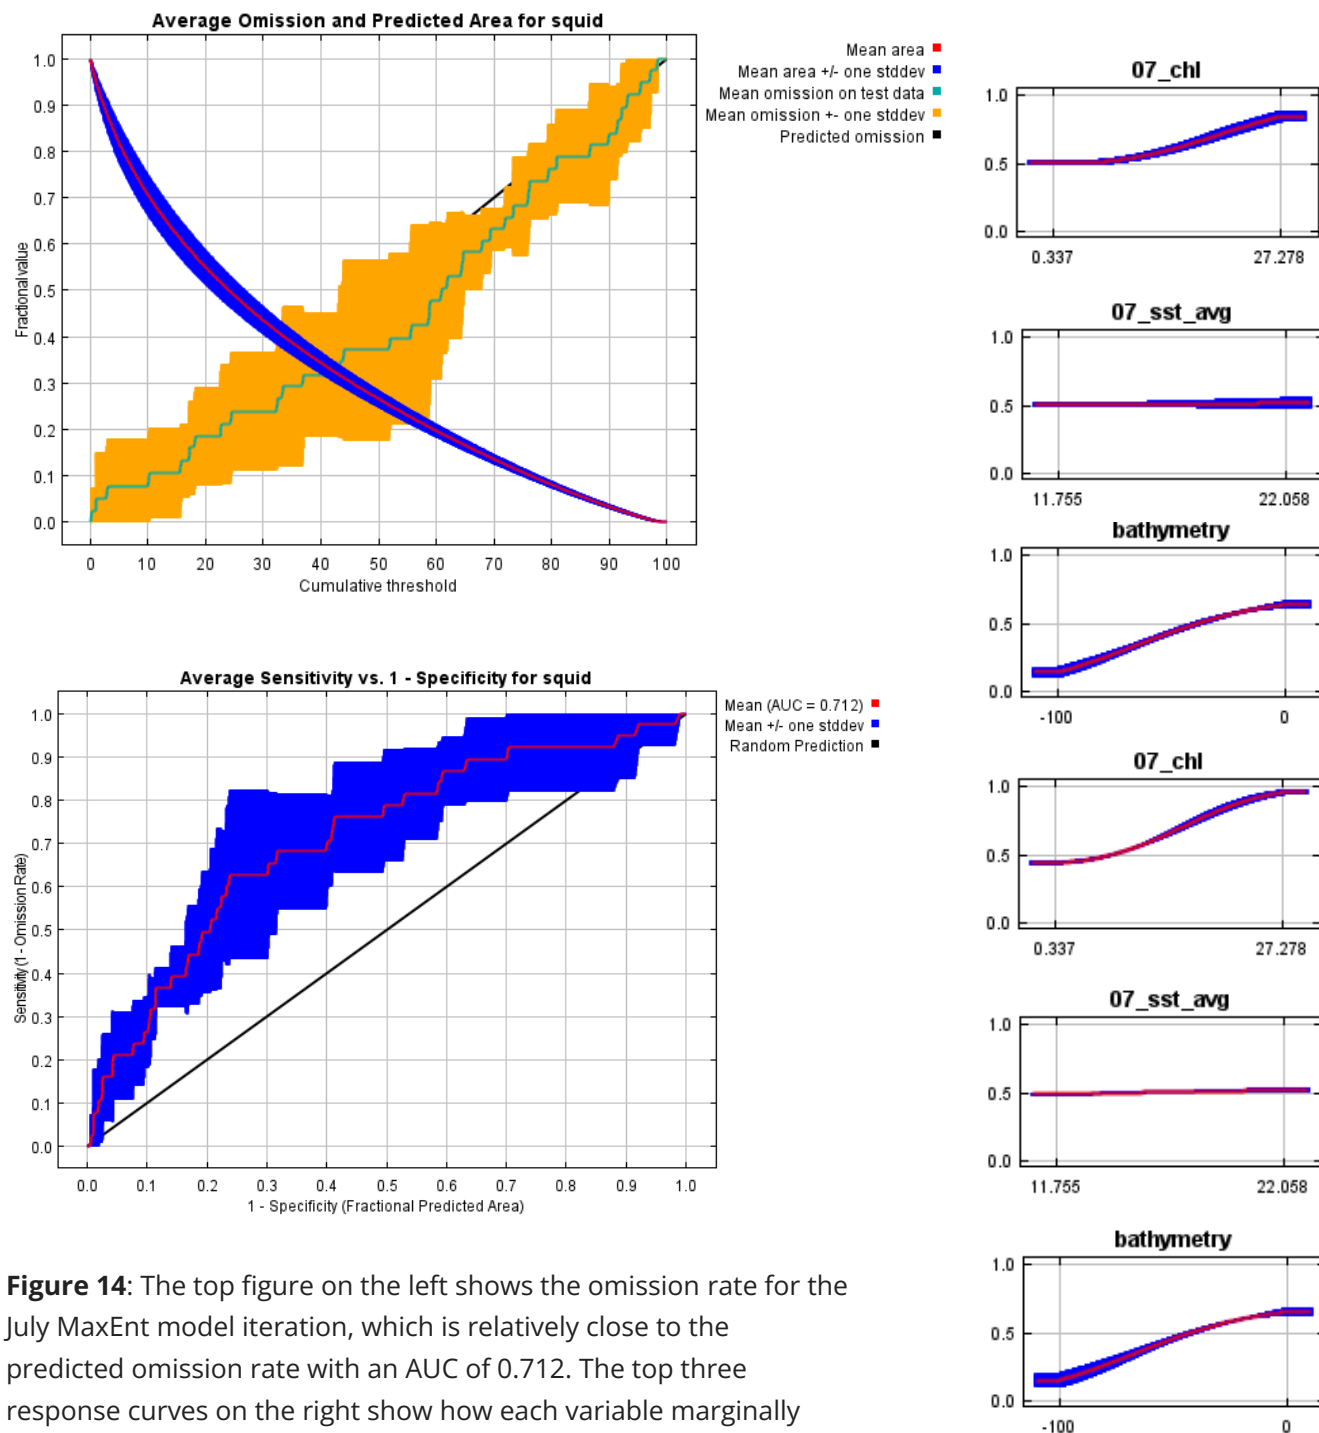 Average Omission and Predicted Area for squid
Mean area
Mean area +/- one stddev
Mean omission on test data
Mean omission +- one stddev
Predicted omission
Fractional value
1.0
0.9
0.8
0.7
0.6
0.5
0.4
0.3
0.2
0.1
0.0
0 10 20 30 40 50 60 70 80 90 100
Cumulative threshold
Average Sensitivity vs. 1 - Specificity for squid
Mean (AUC = 0.712)
Mean +/- one stddev
Random Prediction
Sensitivity (1 - Omission Rate)
1.0
0.9
0.8
0.7
0.6
0.5
0.4
0.3
0.2
0.1
0.0
0.0 0.1 0.2 0.3 0.4 0.5 0.6 0.7 0.8 0.9 1.0
1 - Specificity (Fractional Predicted Area)
Figure 14: The top figure on the left shows the omission rate for the
July MaxEnt model iteration, which is relatively close to the
predicted omission rate with an AUC of 0.712. The top three
response curves on the right show how each variable marginally
07_chl
1.0
0.5
0.0
0.337 27.278
07_sst_avg
1.0
0.5
0.0
11.755 22.058
bathymetry
1.0
0.5
0.0
-100 0
07_chl
1.0
0.5
0.0
0.337 27.278
07_sst_avg
1.0
0.5
0.0
11.755 22.058
bathymetry
1.0
0.5
0.0
-100 0